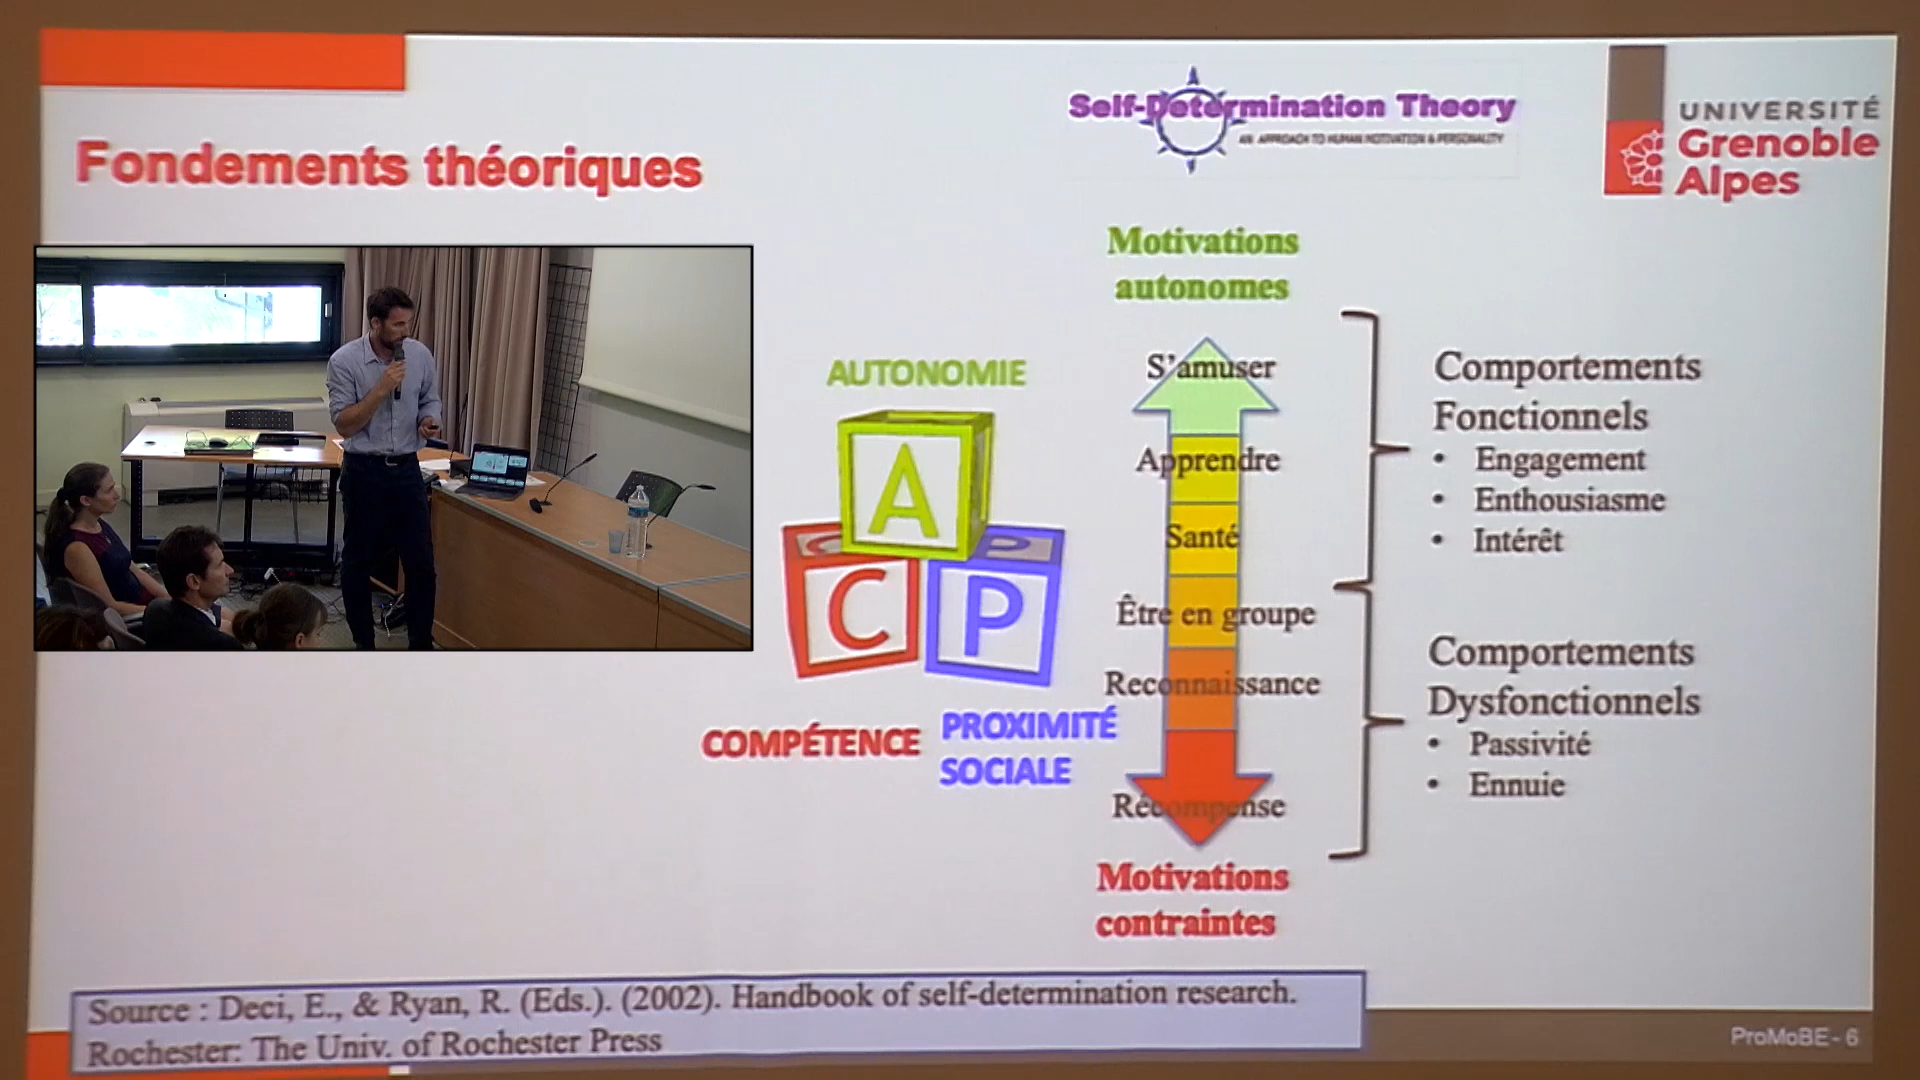 Self-Determination Theory
AN APPROACH TO HUMAN MOTIVATION & PERSONALITY
UNIVERSITÉ
Grenoble
Alpes
Fondements théoriques
Motivations
autonomes
AUTONOMIE
A
C
P
C
P
COMPÉTENCE
PROXIMITÉ
SOCIALE
S'amuser
Apprendre
Santé
Être en groupe
Reconnaissance
Récompense
Motivations
contraintes
Comportements
Fonctionnels
• Engagement
• Enthousiasme
• Intérêt
Comportements
Dysfonctionnels
• Passivité
• Ennuie
Source : Deci, E., & Ryan, R. (Eds.). (2002). Handbook of self-determination research.
Rochester: The Univ. of Rochester Press
ProMoBE - 6